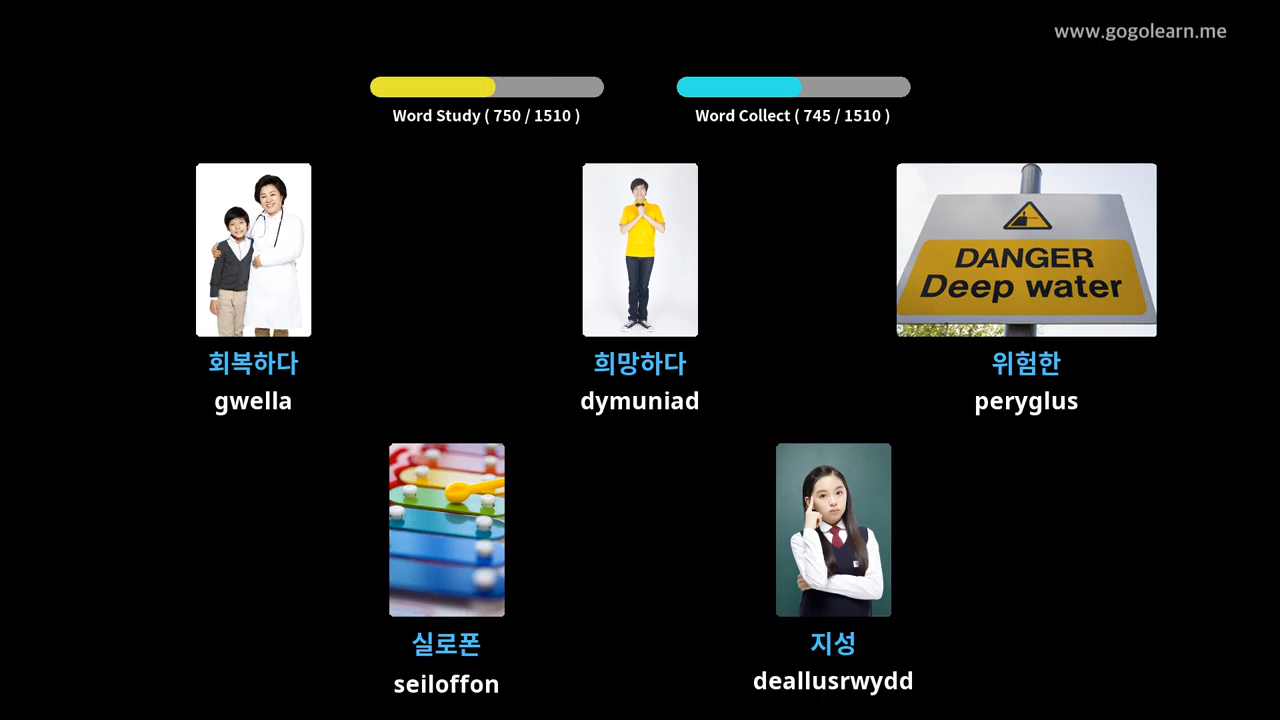 www.gogolearn.me
Word Study ( 750 / 1510 )
Word Collect ( 745 / 1510 )
DANGER
Deep water
회복하다
gwella
희망하다
dymuniad
위험한
peryglus
실로폰
seiloffon
지성
deallusrwydd